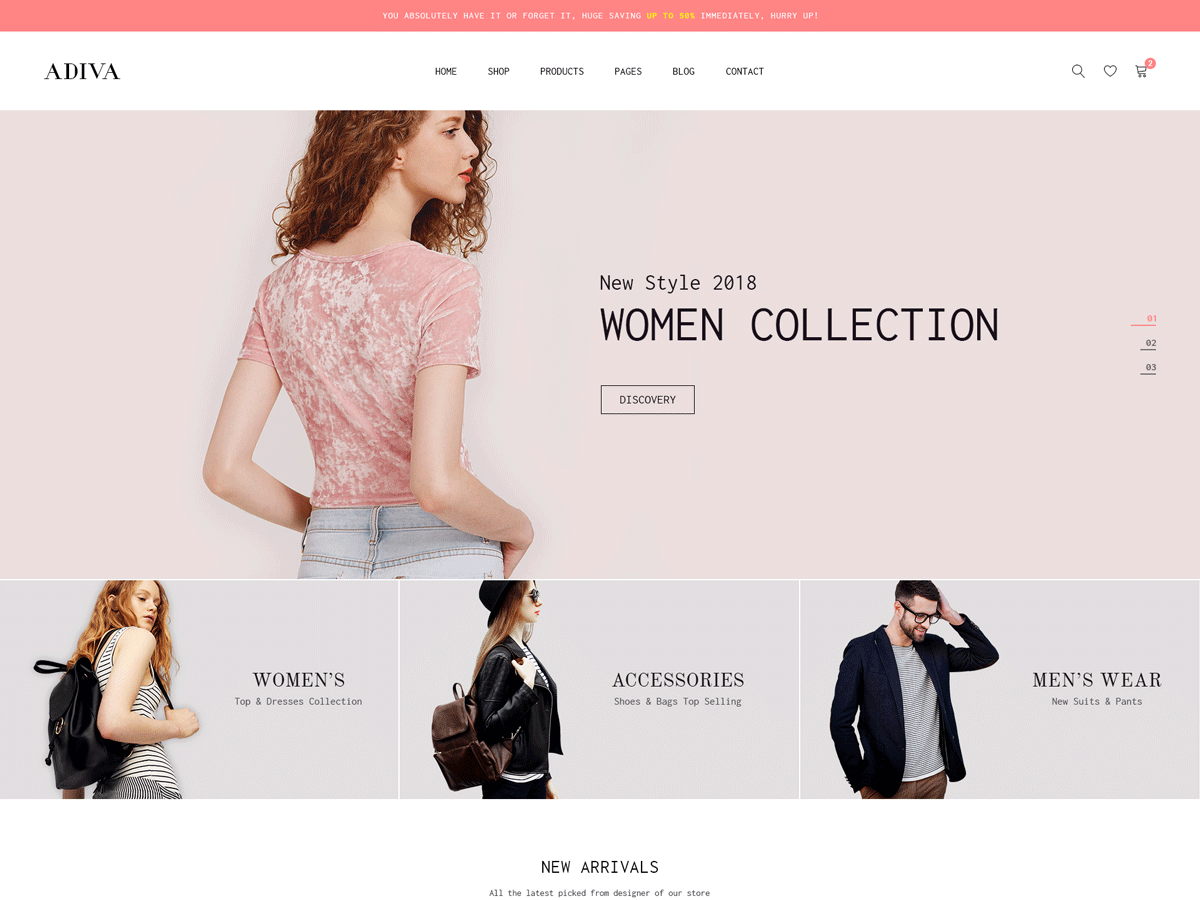 YOU ABSOLUTELY HAVE IT OR FORGET IT, HUGE SAVING UP TO 50% IMMEDIATELY, HURRY UP!
ADIVA
HOME SHOP PRODUCTS PAGES BLOG CONTACT
2
New Style 2018
WOMEN COLLECTION
DISCOVERY
01
02
03
WOMEN'S
Top & Dresses Collection
ACCESSORIES
Shoes & Bags Top Selling
MEN'S WEAR
New Suits & Pants
NEW ARRIVALS
All the latest picked from designer of our store